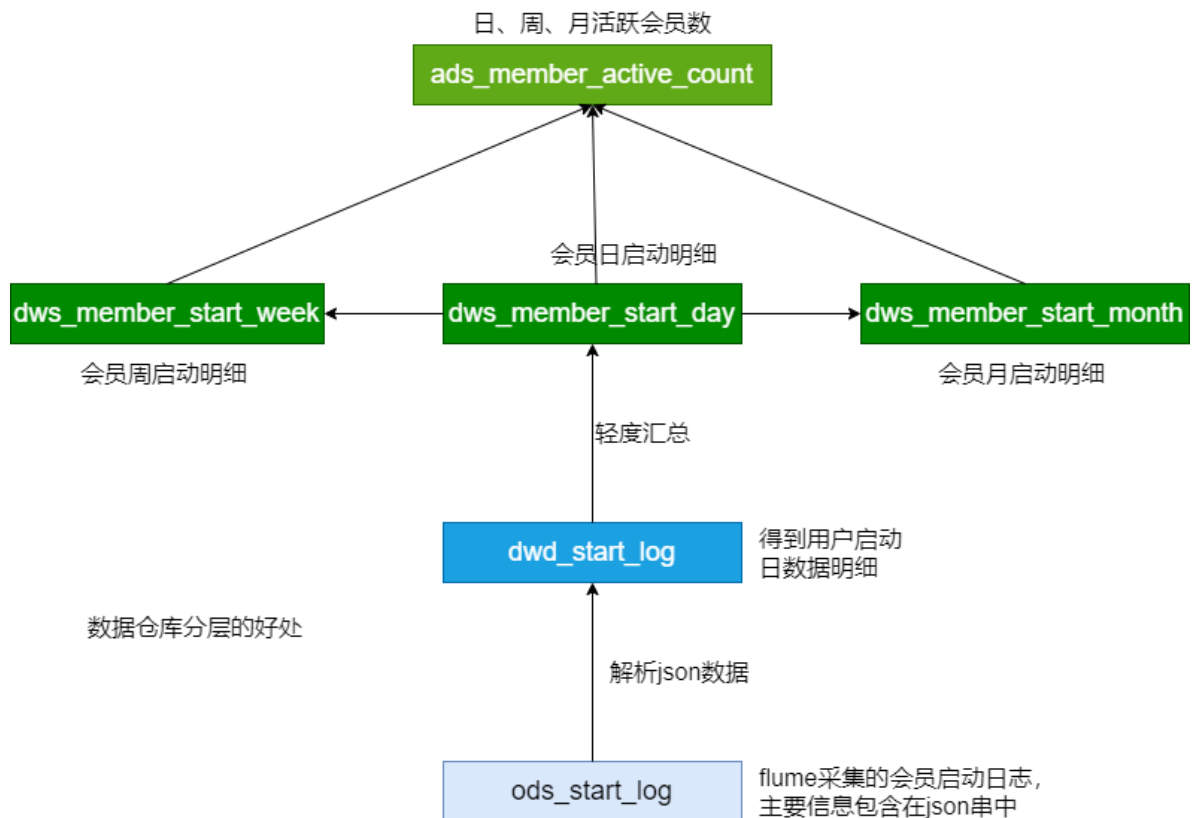 日、周、月活跃会员数
ads_member_active_count
会员日启动明细
dws_member_start_week
dws_member_start_day
dws_member_start_month
会员周启动明细
会员月启动明细
轻度汇总
dwd_start_log
得到用户启动
日数据明细
数据仓库分层的好处
解析json数据
ods_start_log
flume采集的会员启动日志，
主要信息包含在json串中